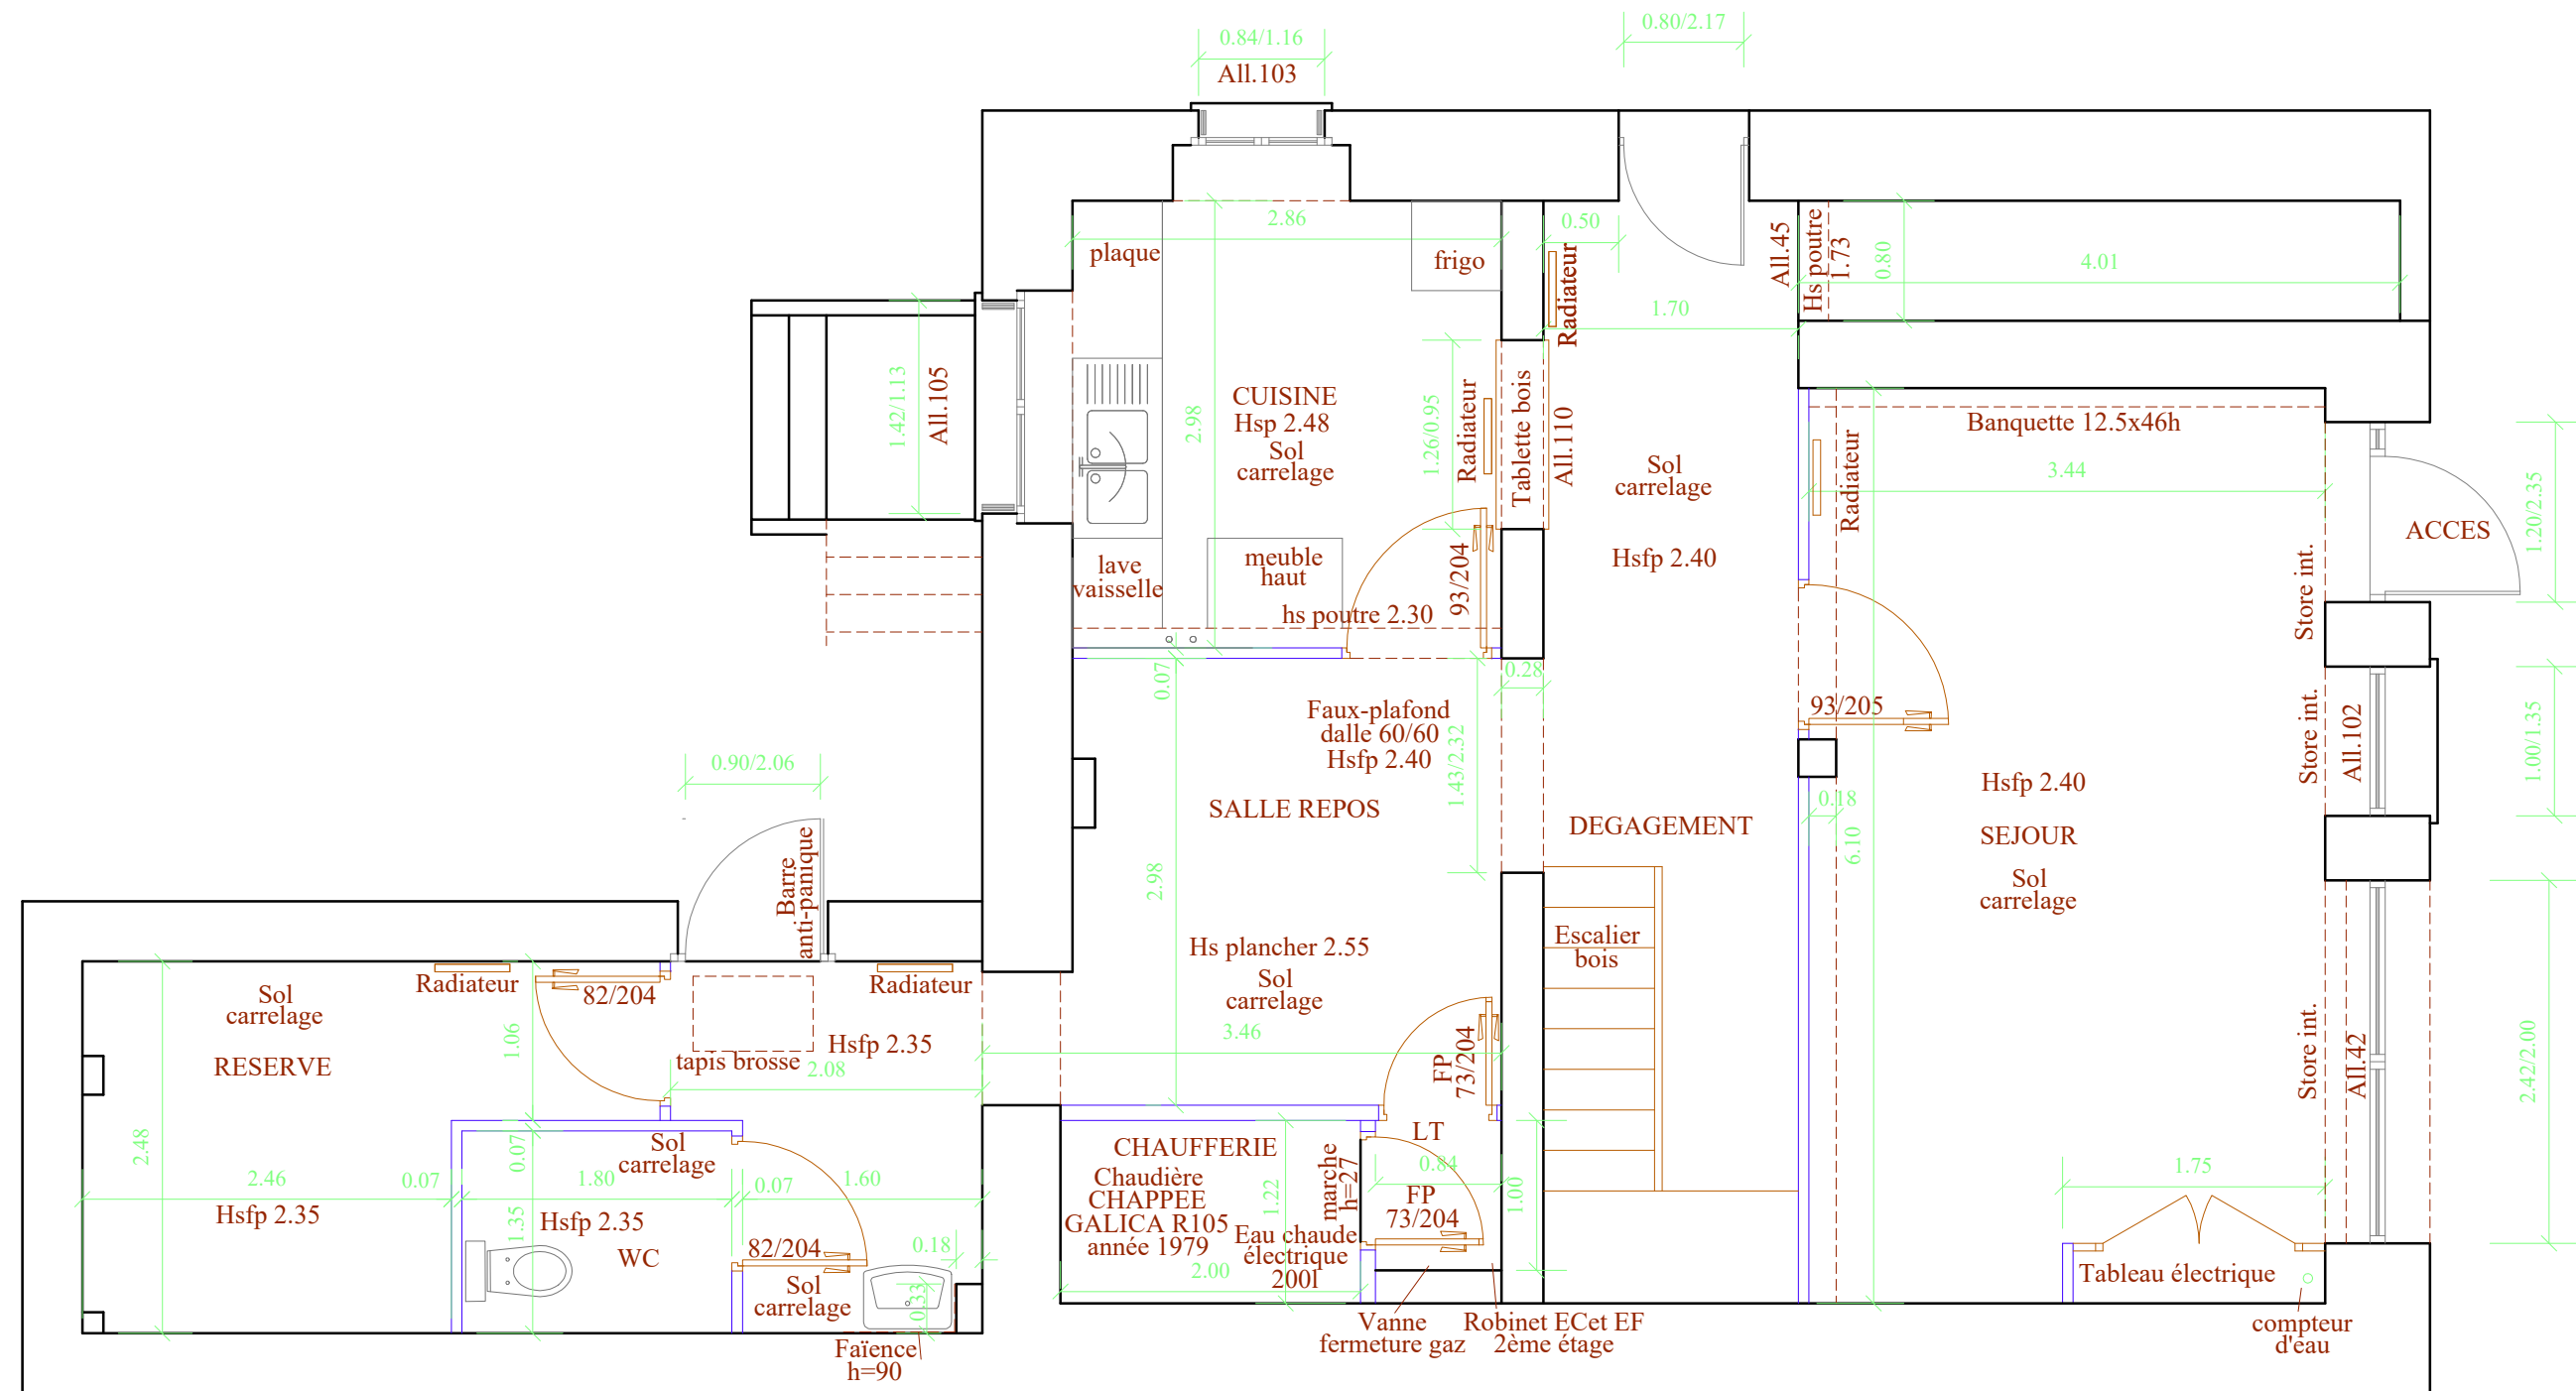 0.80/2.17
0.84/1.16
All.103
2.86
0.50
plaque
frigo
Radiateur
All.45
Hs poutre
1.73
0.80
4.01
1.70
1.42/1.13
All.105
2.98
CUISINE
Hsp 2.48
Sol
carrelage
1.26/0.95
Radiateur
Tablette bois
All.110
Banquette 12.5x46h
Radiateur
3.44
Sol
carrelage
Hsfp 2.40
ACCES
1.20/2.35
Store int.
lave
vaisselle
meuble
haut
93/204
hs poutre 2.30
0.07
0.28
Faux-plafond
dalle 60/60
Hsfp 2.40
1.43/2.32
93/205
Store int.
All.102
1.00/1.35
0.90/2.06
SALLE REPOS
DEGAGEMENT
Hsfp 2.40
0.18
SEJOUR
6.10
Sol
carrelage
2.98
Barre
anti-panique
Hs plancher 2.55
Sol
carrelage
Escalier
bois
Radiateur
82/204
Radiateur
Sol
carrelage
RESERVE
1.06
tapis brosse
Hsfp 2.35
2.08
3.46
FP
73/204
Store int.
All.42
2.42/2.00
2.48
0.07
Sol
carrelage
CHAUFFERIE
Chaudière
CHAPPEE
GALICA R105
année 1979
marche
h=27
LT
0.84
2.46
0.07
1.80
0.07
1.60
1.22
1.00
1.75
Hsfp 2.35
1.35
Hsfp 2.35
WC
82/204
0.18
FP
73/204
Eau chaude
électrique
200l
2.00
Sol
carrelage
0.33
Tableau électrique
Faïence
h=90
Vanne
fermeture gaz
Robinet ECet EF
2ème étage
compteur
d'eau